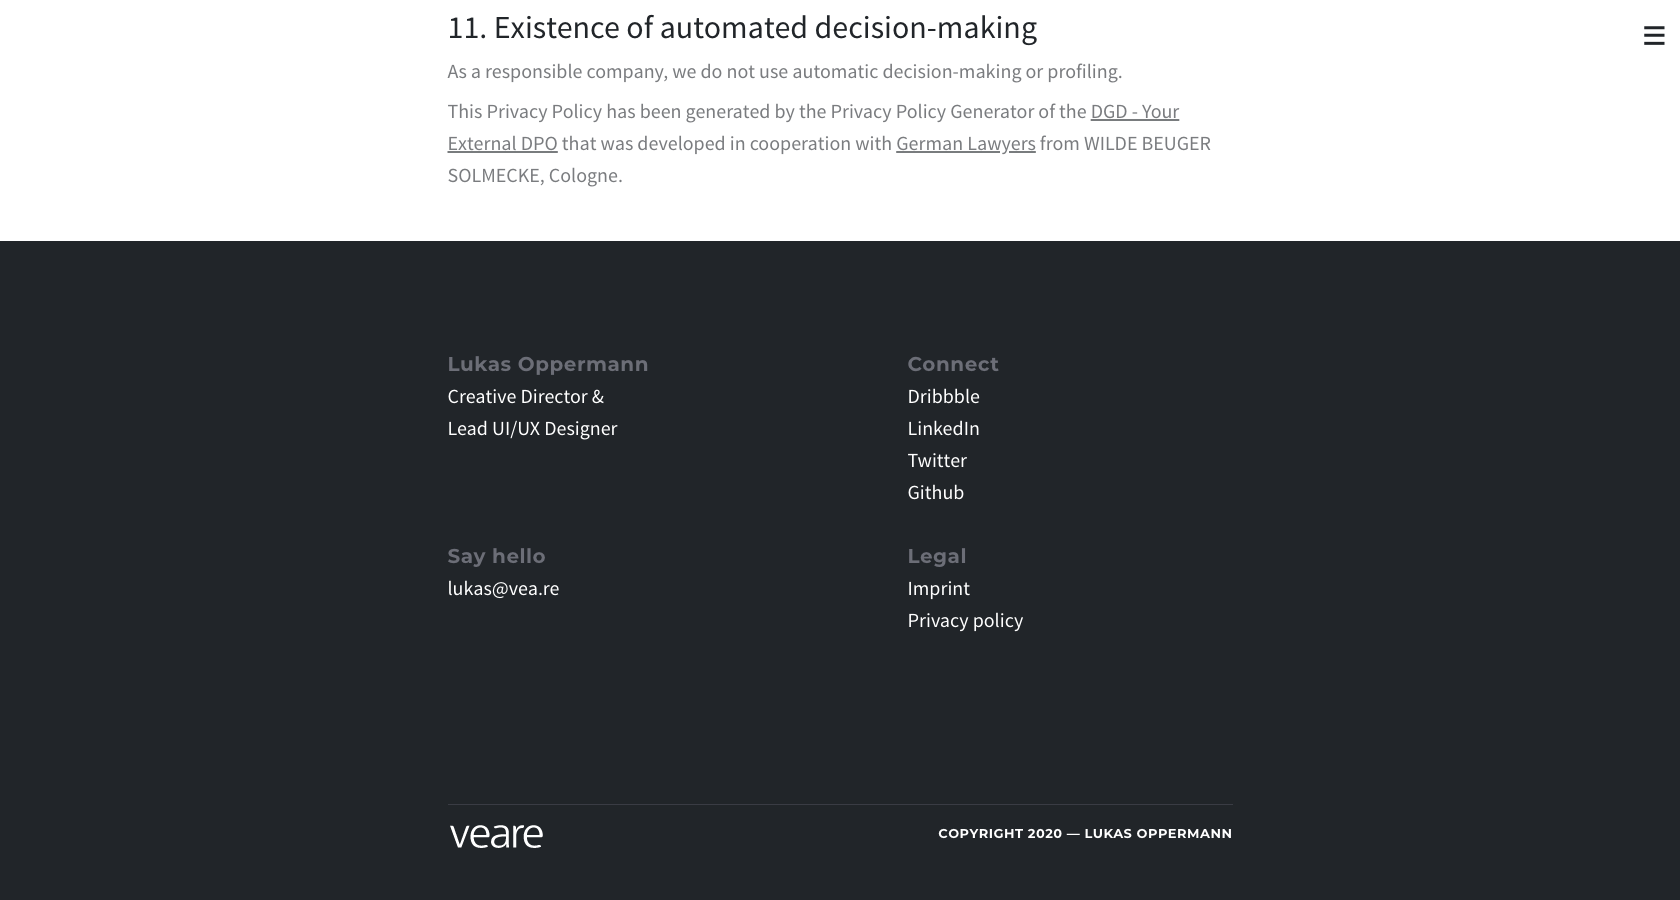 11. Existence of automated decision-making
As a responsible company, we do not use automatic decision-making or profiling.
This Privacy Policy has been generated by the Privacy Policy Generator of the DGD - Your
External DPO that was developed in cooperation with German Lawyers from WILDE BEUGER
SOLMECKE, Cologne.
Lukas Oppermann
Creative Director &
Lead UI/UX Designer
Connect
Dribbble
LinkedIn
Twitter
Github
Say hello
lukas@vea.re
Legal
Imprint
Privacy policy
veare
COPYRIGHT 2020 — LUKAS OPPERMANN